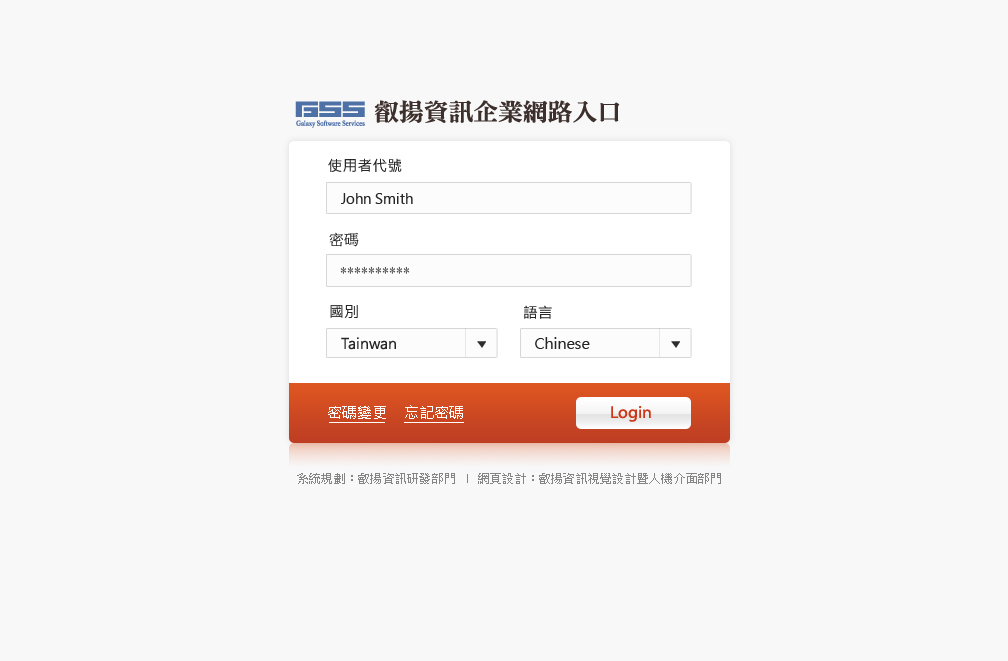 GSS 叡揚資訊企業網路入口
Galaxy Software Services
使用者代號
John Smith
密碼
**********
國別 語言
Tainwan Chinese
密碼變更 忘記密碼 Login
系統規劃：叡揚資訊研發部門 | 網頁設計：叡揚資訊視覺設計暨人機介面部門